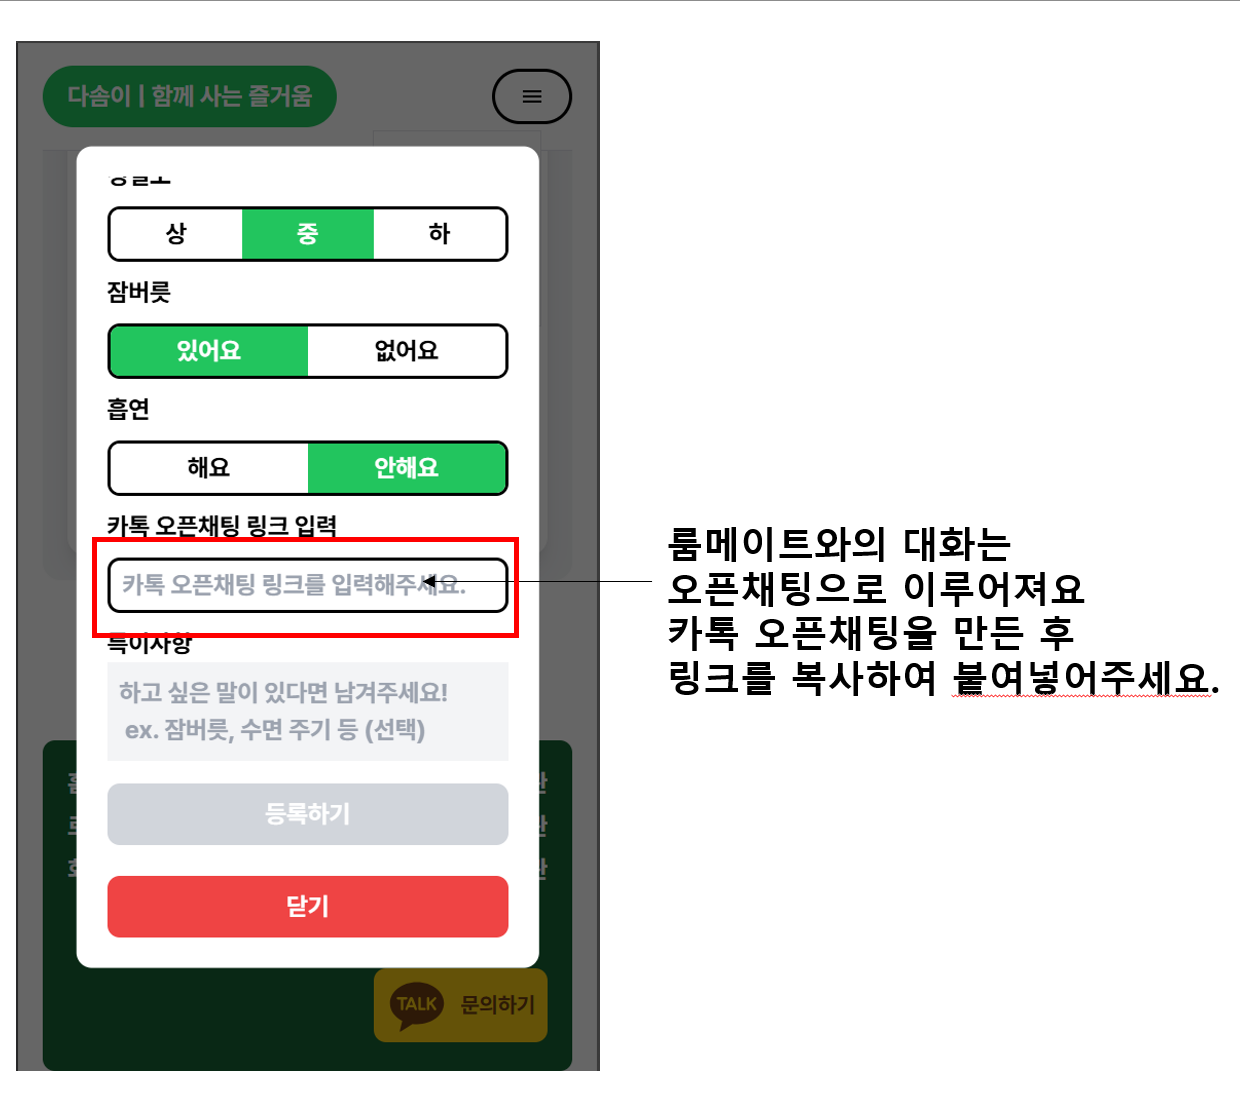 다솜이 | 함께 사는 즐거움
상
중
하
잠버릇
있어요
없어요
흡연
해요
안해요
카톡 오픈채팅 링크 입력
카톡 오픈채팅 링크를 입력해주세요.
특이사항
하고 싶은 말이 있다면 남겨주세요!
ex. 잠버릇, 수면 주기 등 (선택)
등록하기
닫기
TALK 문의하기
룸메이트와의 대화는
오픈채팅으로 이루어져요
카톡 오픈채팅을 만든 후
링크를 복사하여 붙여넣어주세요.